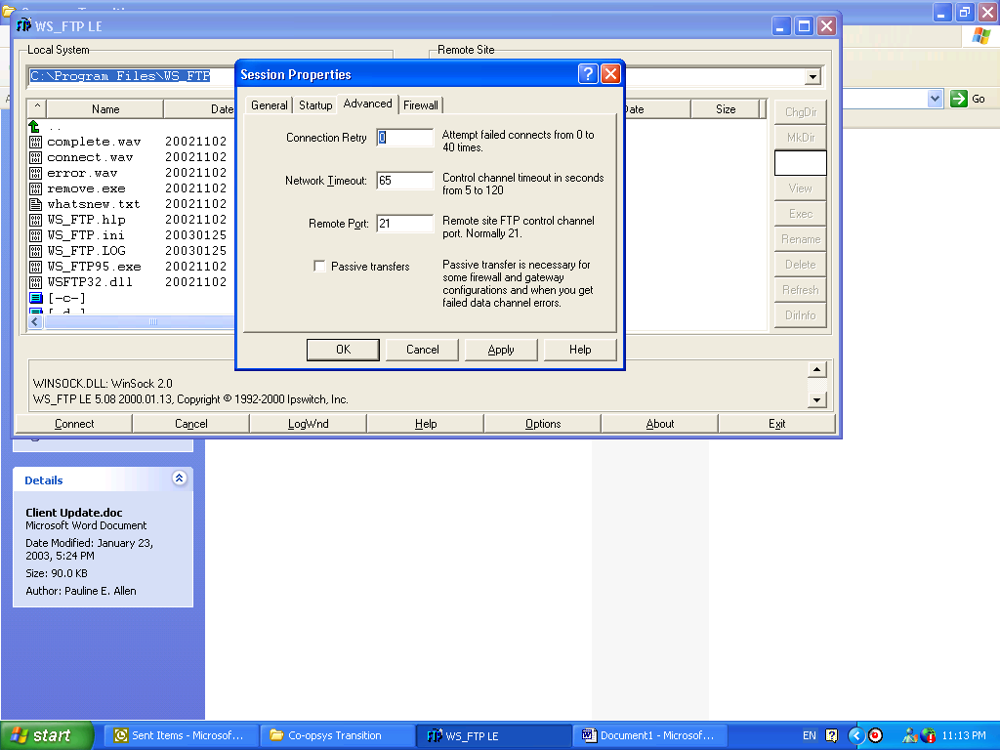 WS_FTP LE
Local System
Remote Site
C:\Program Files\WS_FTP
Go
^ Name Date
Date Size
ChgDir
MkDir
View
Exec
Rename
Delete
Refresh
DirInfo
..
complete.wav 20021102
connect.wav 20021102
error.wav 20021102
remove.exe 20021102
whatsnew.txt 20021102
WS_FTP.hlp 20021102
WS_FTP.ini 20030125
WS_FTP.LOG 20030125
WS_FTP95.exe 20021102
WSFTP32.dll 20021102
[-c-]
[-d-]
Session Properties
General Startup Advanced Firewall
Connection Retry 0 Attempt failed connects from 0 to
40 times.
Network Timeout: 65 Control channel timeout in seconds
from 5 to 120
Remote Port: 21 Remote site FTP control channel
port. Normally 21.
Passive transfers Passive transfer is necessary for
some firewall and gateway
configurations and when you get
failed data channel errors.
OK Cancel Apply Help
WINSOCK.DLL: WinSock 2.0
WS_FTP LE 5.08 2000.01.13, Copyright © 1992-2000 Ipswitch, Inc.
Connect Cancel LogWnd Help Options About Exit
Details
Client Update.doc
Microsoft Word Document
Date Modified: January 23,
2003, 5:24 PM
Size: 90.0 KB
Author: Pauline E. Allen
start Sent Items - Microsof... Co-opsys Transition WS_FTP LE Document1 - Microsof... EN 11:13 PM